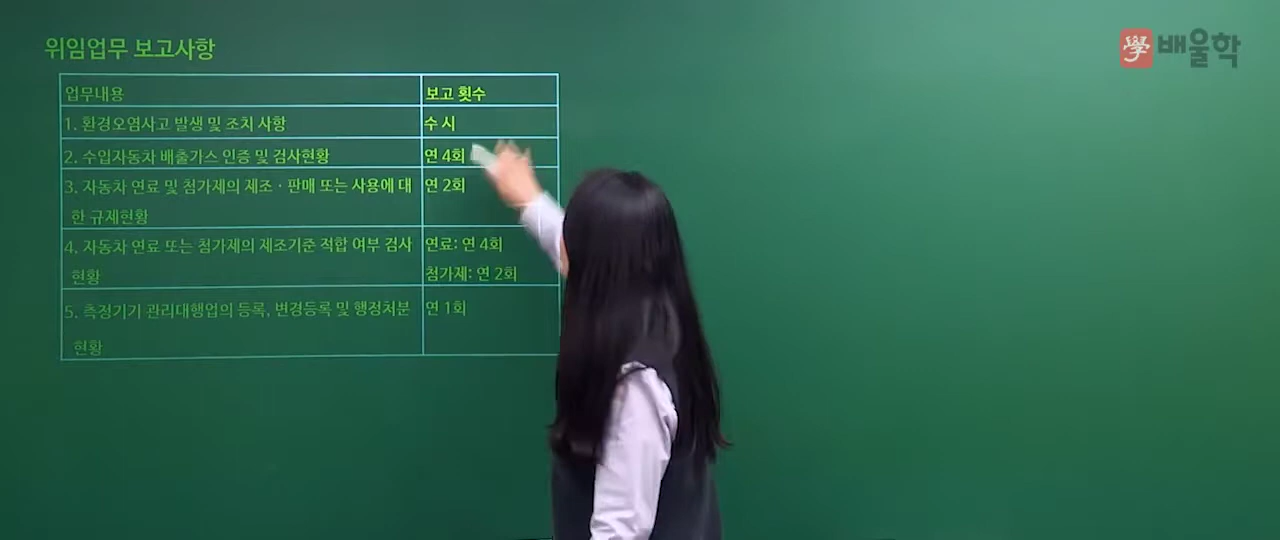 위임업무 보고사항
學 배울학
업무내용 보고 횟수
1. 환경오염사고 발생 및 조치 사항 수 시
2. 수입자동차 배출가스 인증 및 검사현황 연 4회
3. 자동차 연료 및 첨가제의 제조 · 판매 또는 사용에 대 연 2회
한 규제현황
4. 자동차 연료 또는 첨가제의 제조기준 적합 여부 검사 연료: 연 4회
현황 첨가제: 연 2회
5. 측정기기 관리대행업의 등록, 변경등록 및 행정처분 연 1회
현황